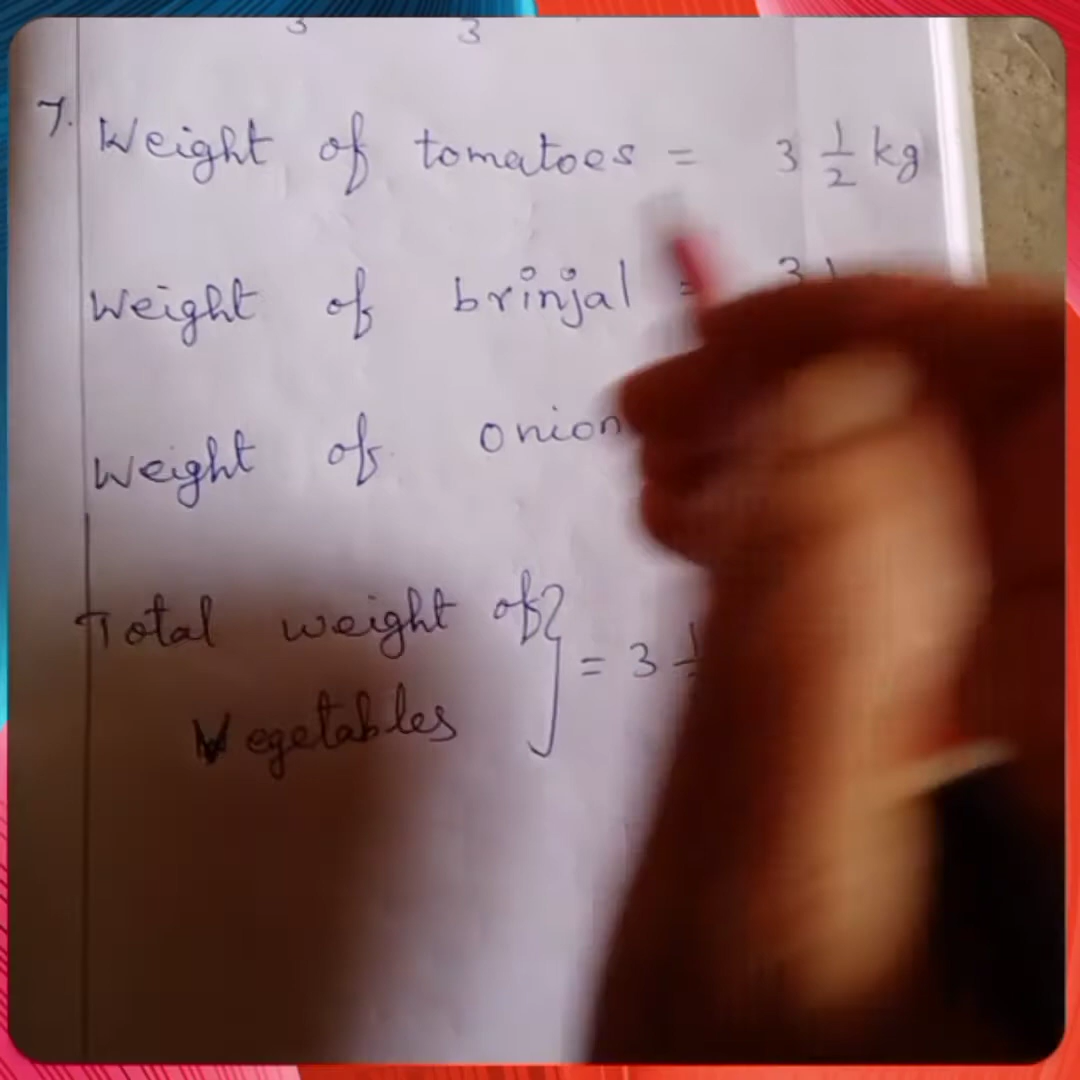 3 3
7. Weight of tomatoes = 3 1/2 kg
Weight of brinjal = 3
Weight of onion
Total weight of
Vegetables } = 3